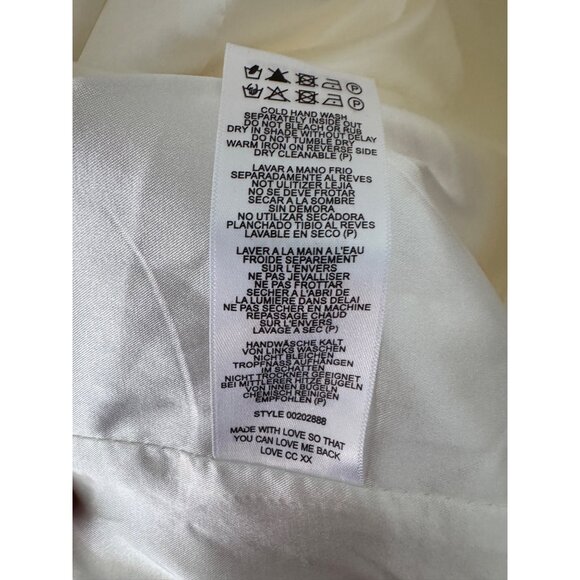 P
P
COLD HAND WASH
SEPARATELY INSIDE OUT
DO NOT BLEACH OR RUB
DRY IN SHADE WITHOUT DELAY
DO NOT TUMBLE DRY
WARM IRON ON REVERSE SIDE
DRY CLEANABLE (P)
LAVAR A MANO FRIO
SEPARADAMENTE AL REVES
NOT ULITIZER LEJIA
NO SE DEVE FROTAR
SECAR A LA SOMBRE
SIN DEMORA
NO UTILIZAR SECADORA
PLANCHADO TIBIO AL REVES
LAVABLE EN SECO (P)
LAVER A LA MAIN A L'EAU
FROIDE SEPAREMENT
SUR L'ENVERS
NE PAS JEVALLISER
NE PAS FROTTAR
SECHER A L'ABRI DE
LA LUMIÈRE DANS DELAI
NE PAS SECHER EN MACHINE
REPASSAGE CHAUD
SUR L'ENVERS
LAVAGE A SEC (P)
HANDWÄSCHE KALT
VON LINKS WASCHEN
NICHT BLEICHEN
TROPFNASS AUFHÄNGEN
IM SCHATTEN
NICHT TROCKNER GEEIGNET
BEI MITTLERER HITZE BUGELN
VON INNEN BUGELN
CHEMISCH REINIGEN
EMPFOHLEN (P)
STYLE 00202888
MADE WITH LOVE SO THAT
YOU CAN LOVE ME BACK
LOVE CC XX